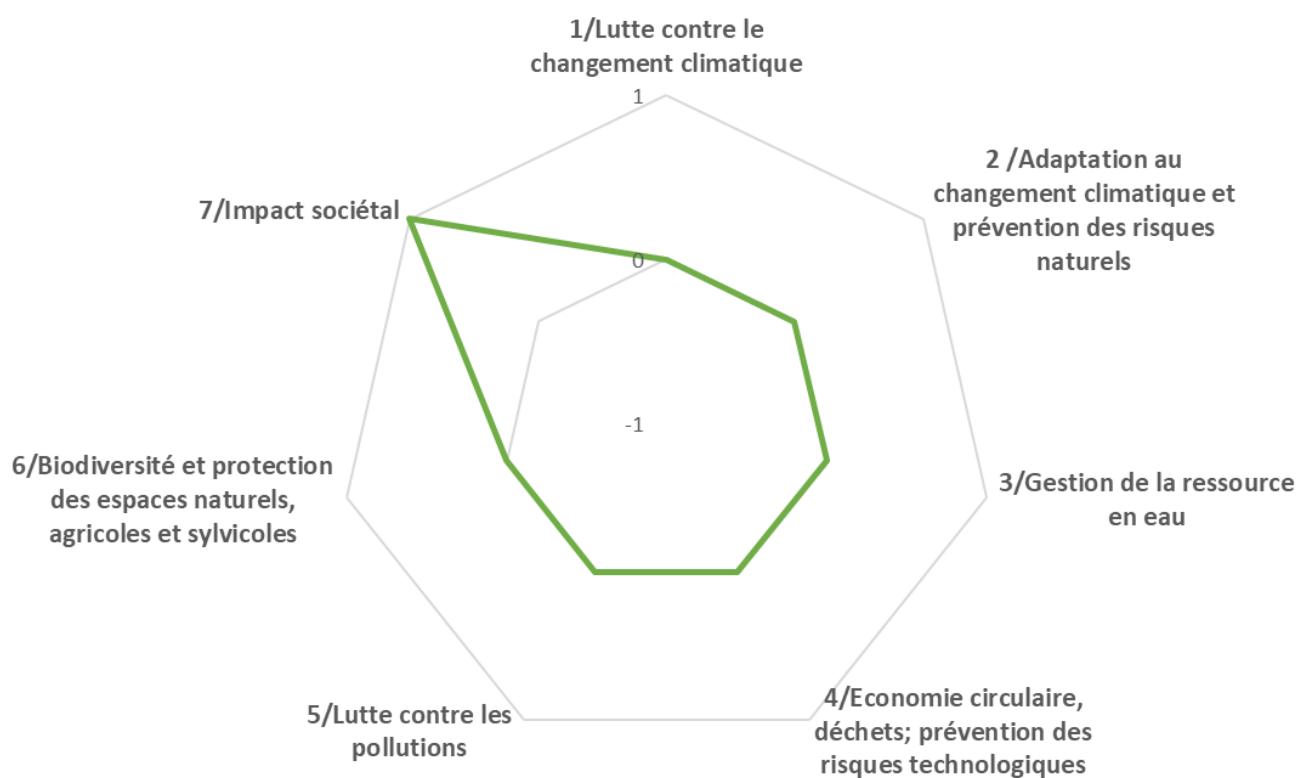 1/Lutte contre le
changement climatique
1
2 /Adaptation au
changement climatique et
prévention des risques
naturels
7/Impact sociétal
0
-1
6/Biodiversité et protection
des espaces naturels,
agricoles et sylvicoles
3/Gestion de la ressource
en eau
5/Lutte contre les
pollutions
4/Economie circulaire,
déchets; prévention des
risques technologiques